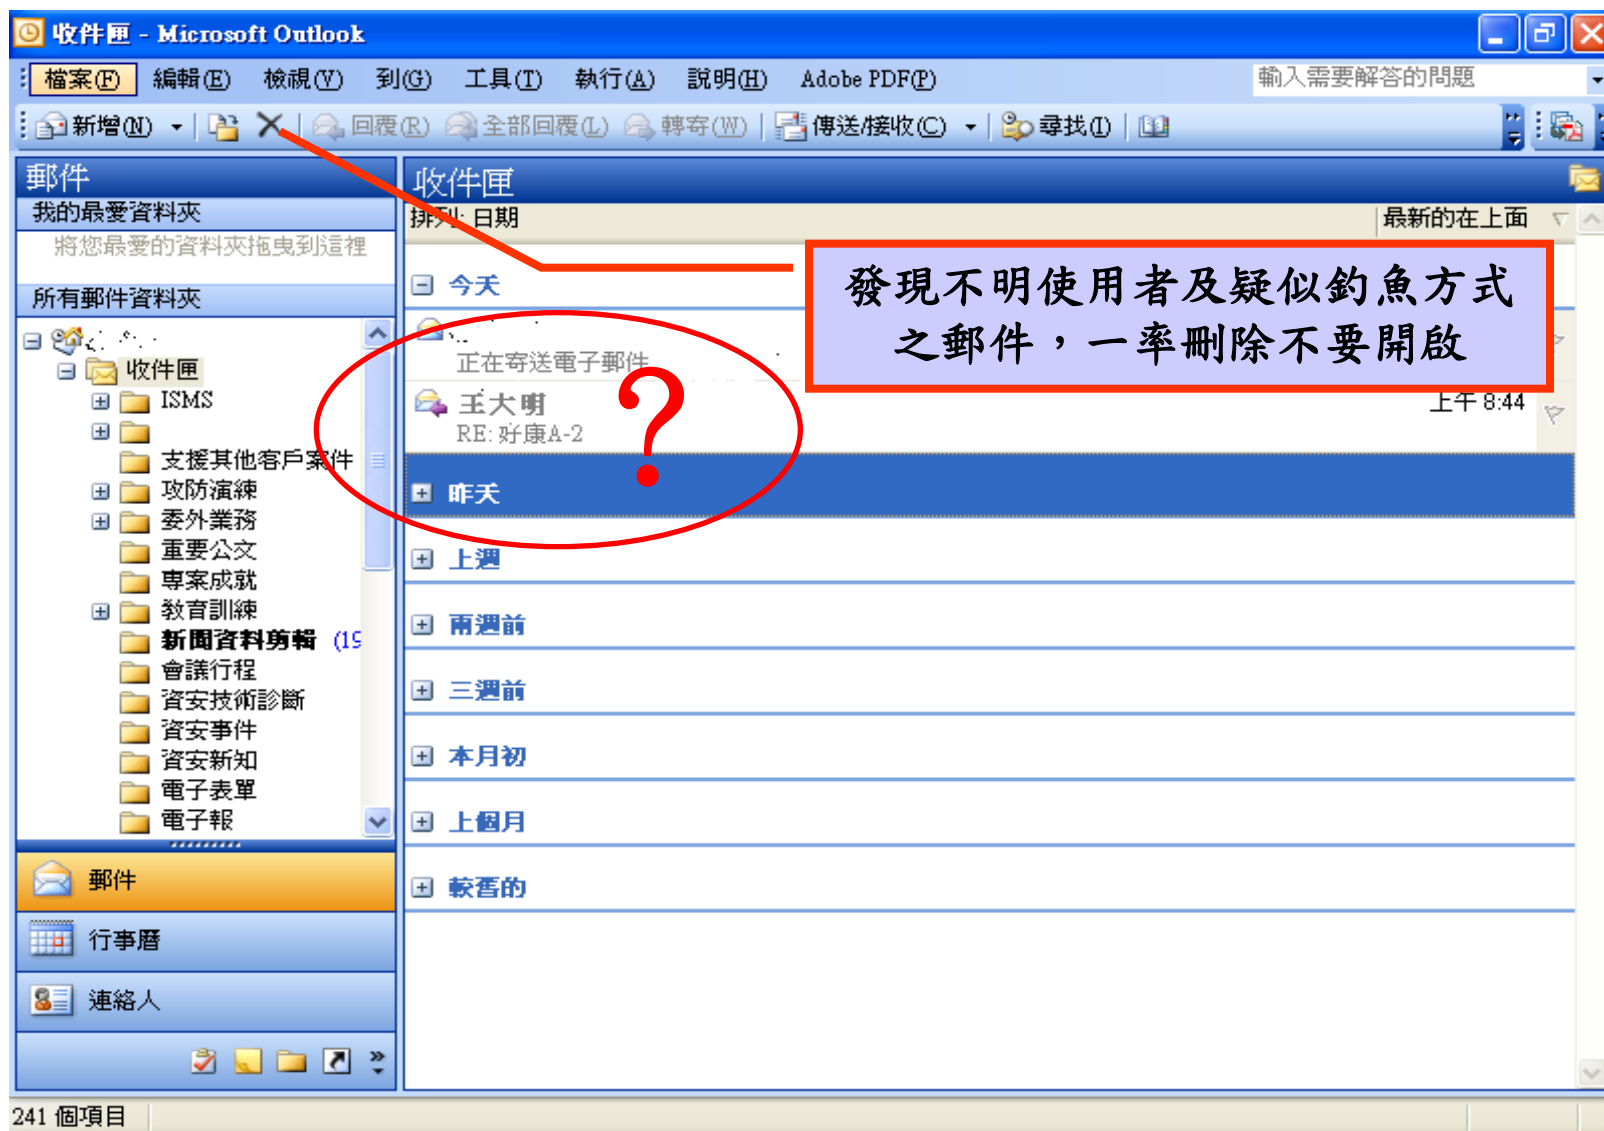 收件匣 - Microsoft Outlook
檔案(F) 編輯(E) 檢視(V) 到(G) 工具(T) 執行(A) 說明(H) Adobe PDF(P) 輸入需要解答的問題
新增(N) 回覆(R) 全部回覆(L) 轉寄(W) 傳送/接收(C) 尋找(I)
郵件
我的最愛資料夾
將您最愛的資料夾拖曳到這裡
所有郵件資料夾
收件匣
ISMS
支援其他客戶案件
攻防演練
委外業務
重要公文
專案成就
教育訓練
新聞資料剪輯 (19
會議行程
資安技術診斷
資安事件
資安新知
電子表單
電子報
郵件
行事曆
連絡人
241 個項目
收件匣
排列: 日期 最新的在上面
今天
正在寄送電子郵件
王大明 上午 8:44
RE: 好康A-2
?
昨天
上週
兩週前
三週前
本月初
上個月
較舊的
發現不明使用者及疑似釣魚方式
之郵件，一率刪除不要開啟